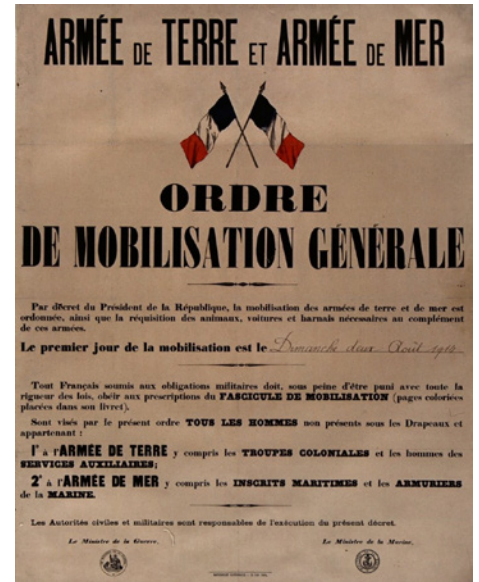 ARMÉE DE TERRE ET ARMÉE DE MER
ORDRE
DE MOBILISATION GÉNÉRALE
Par décret du Président de la République, la mobilisation des armées de terre et de mer est
ordonnée, ainsi que la réquisition des animaux, voitures et harnais nécessaires au complément
de ces armées.
Le premier jour de la mobilisation est le Dimanche deux Août 1914
Tout Français soumis aux obligations militaires doit, sous peine d'être puni avec toute la
rigueur des lois, obéir aux prescriptions du FASCICULE DE MOBILISATION (pages coloriées
placées dans son livret).
Sont visés par le présent ordre TOUS LES HOMMES non présents sous les Drapeaux et
appartenant :
1° à l'ARMÉE DE TERRE y compris les TROUPES COLONIALES et les hommes des
SERVICES AUXILIAIRES;
2° à l'ARMÉE DE MER y compris les INSCRITS MARITIMES et les ARMURIERS
de la MARINE.
Les Autorités civiles et militaires sont responsables de l'exécution du présent décret.
Le Ministre de la Guerre, Le Ministre de la Marine,